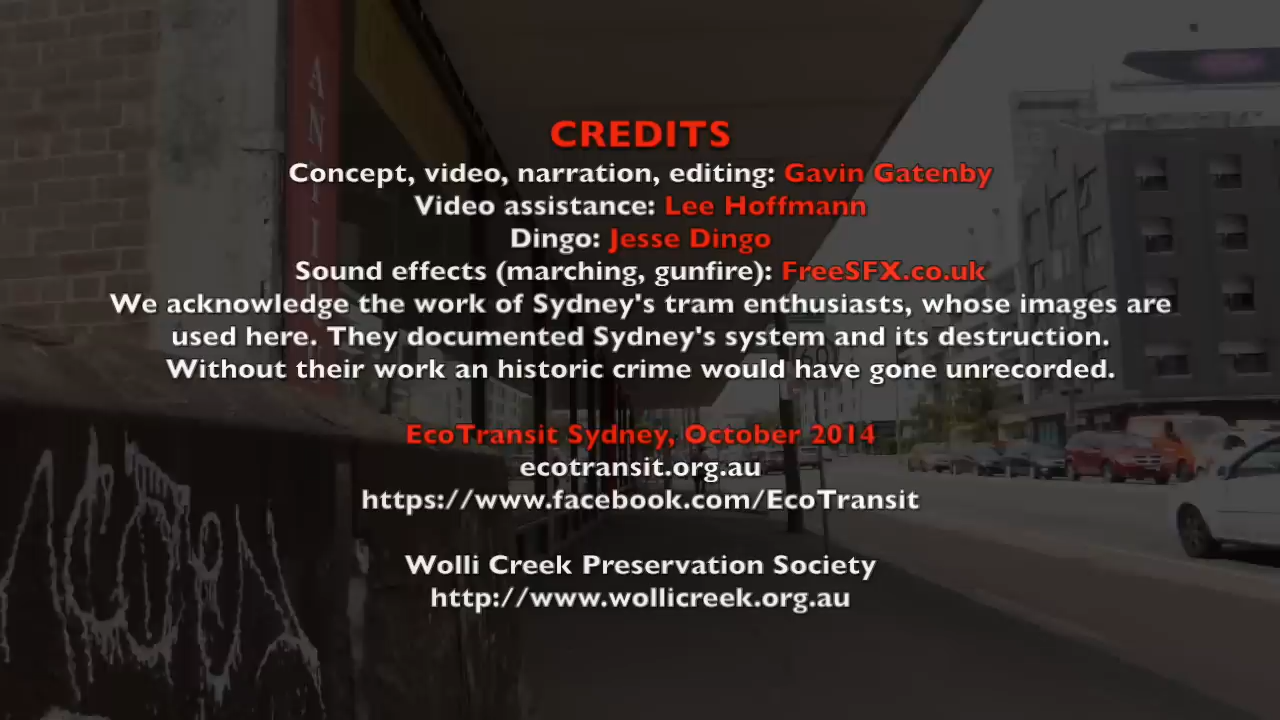 CREDITS
Concept, video, narration, editing: Gavin Gatenby
Video assistance: Lee Hoffmann
Dingo: Jesse Dingo
Sound effects (marching, gunfire): FreeSFX.co.uk
We acknowledge the work of Sydney's tram enthusiasts, whose images are
used here. They documented Sydney's system and its destruction.
Without their work an historic crime would have gone unrecorded.
EcoTransit Sydney, October 2014
ecotransit.org.au
https://www.facebook.com/EcoTransit
Wolli Creek Preservation Society
http://www.wollicreek.org.au